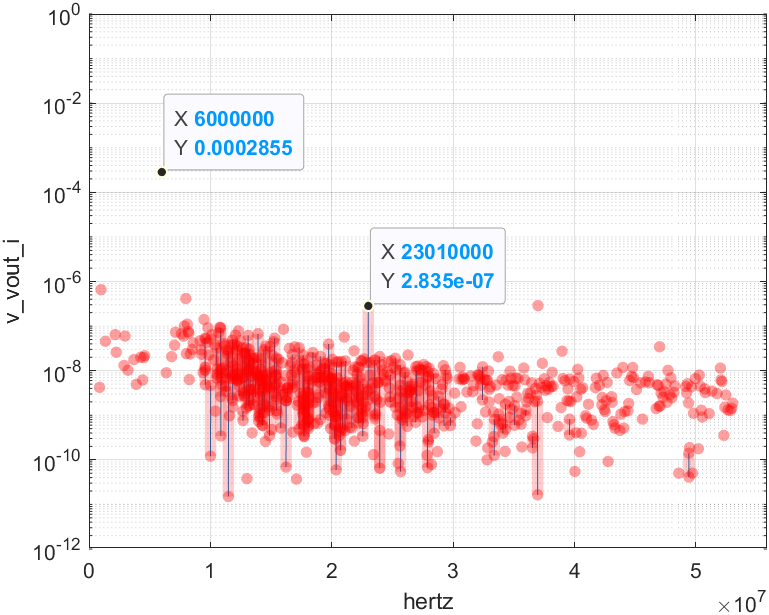 10^0
10^-2
X 6000000
Y 0.0002855
10^-4
X 23010000
Y 2.835e-07
v_vout_i
10^-6
10^-8
10^-10
10^-12
0 1 2 3 4 5
hertz
×10^7